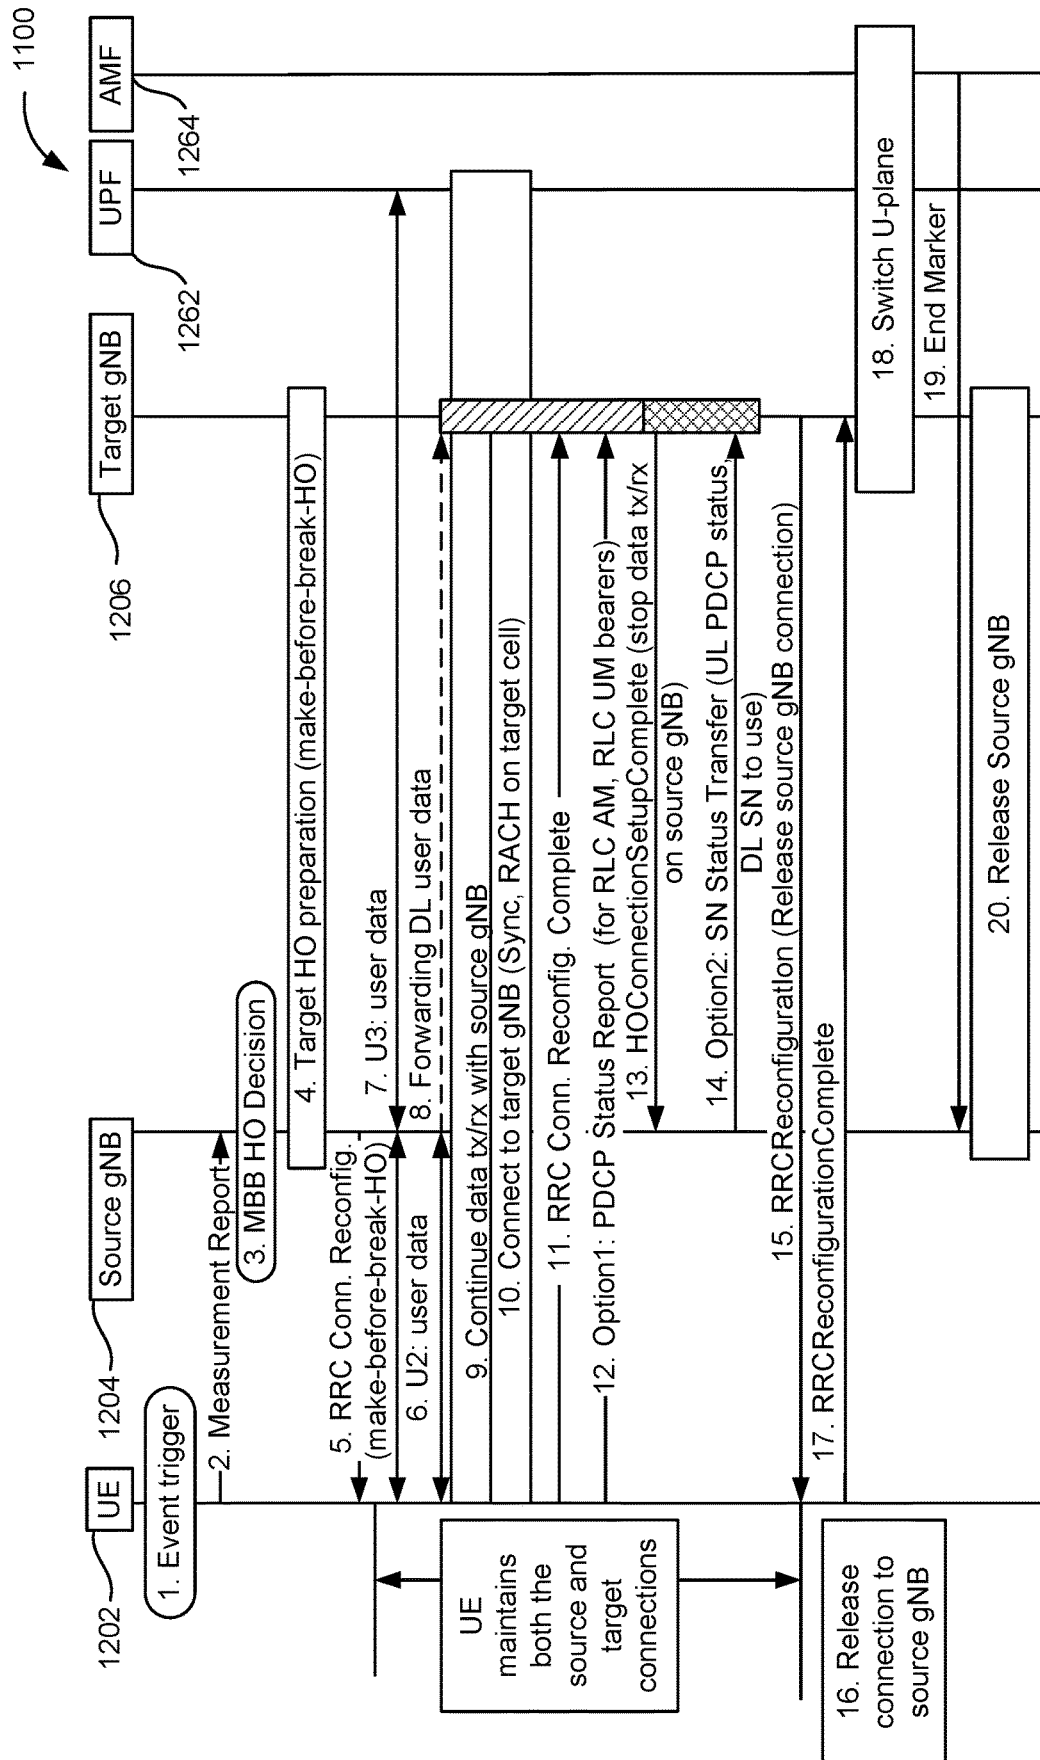 1100
UE
Source gNB
Target gNB
UPF
AMF
1202
1204
1206
1262
1264
1. Event trigger
2. Measurement Report
3. MBB HO Decision
4. Target HO preparation (make-before-break-HO)
5. RRC Conn. Reconfig.
(make-before-break-HO)
6. U2: user data
7. U3: user data
8. Forwarding DL user data
9. Continue data tx/rx with source gNB
10. Connect to target gNB (Sync, RACH on target cell)
11. RRC Conn. Reconfig. Complete
12. Option1: PDCP Status Report (for RLC AM, RLC UM bearers)
13. HOConnectionSetupComplete (stop data tx/rx
on source gNB)
14. Option2: SN Status Transfer (UL PDCP status,
DL SN to use)
UE
maintains
both the
source and
target
connections
15. RRCReconfiguration (Release source gNB connection)
16. Release
connection to
source gNB
17. RRCReconfigurationComplete
18. Switch U-plane
19. End Marker
20. Release Source gNB